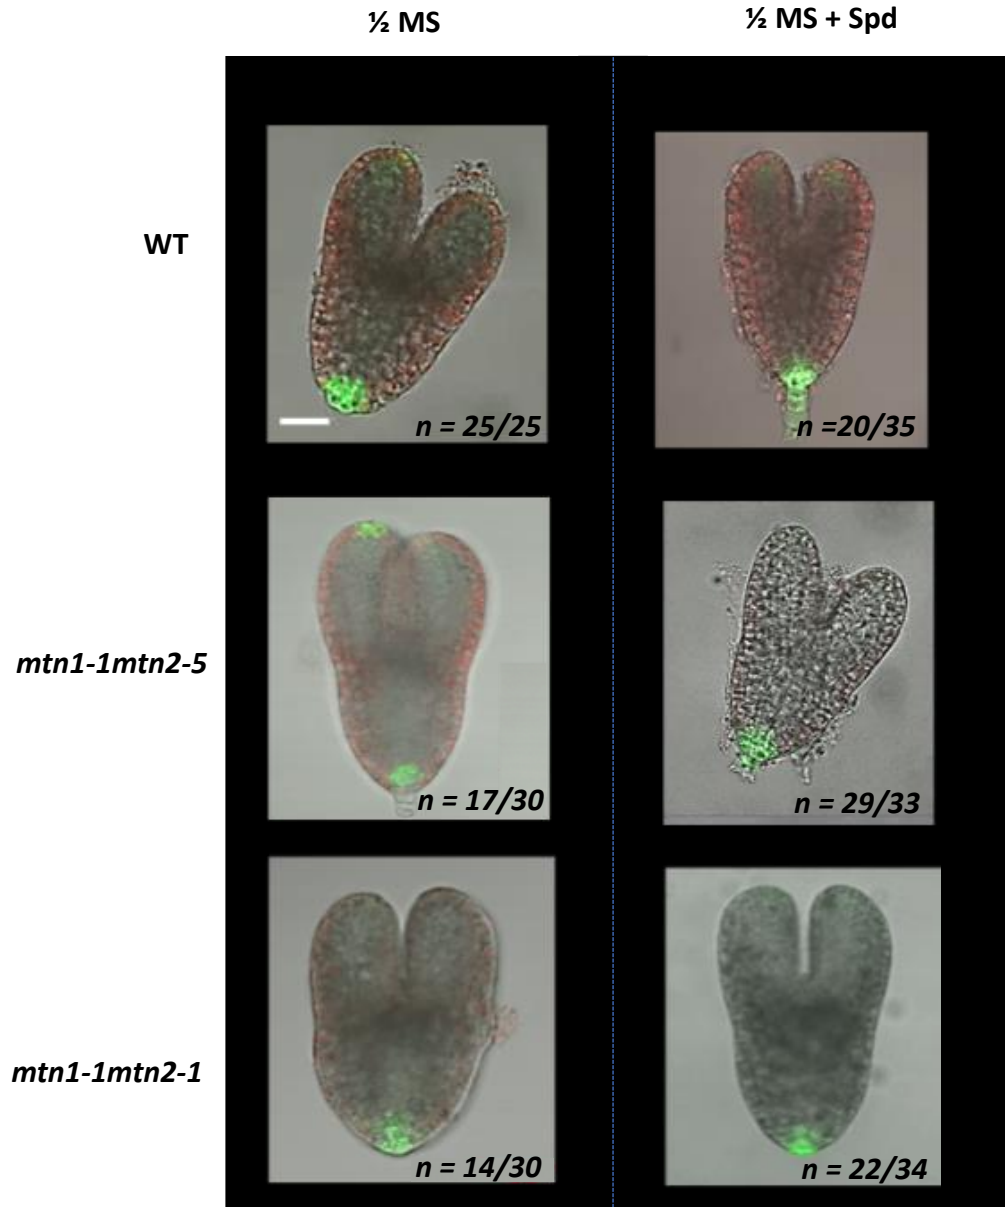 ½ MS
½ MS + Spd
WT
n = 25/25
n =20/35
mtn1-1mtn2-5
n = 17/30
n = 29/33
mtn1-1mtn2-1
n = 14/30
n = 22/34